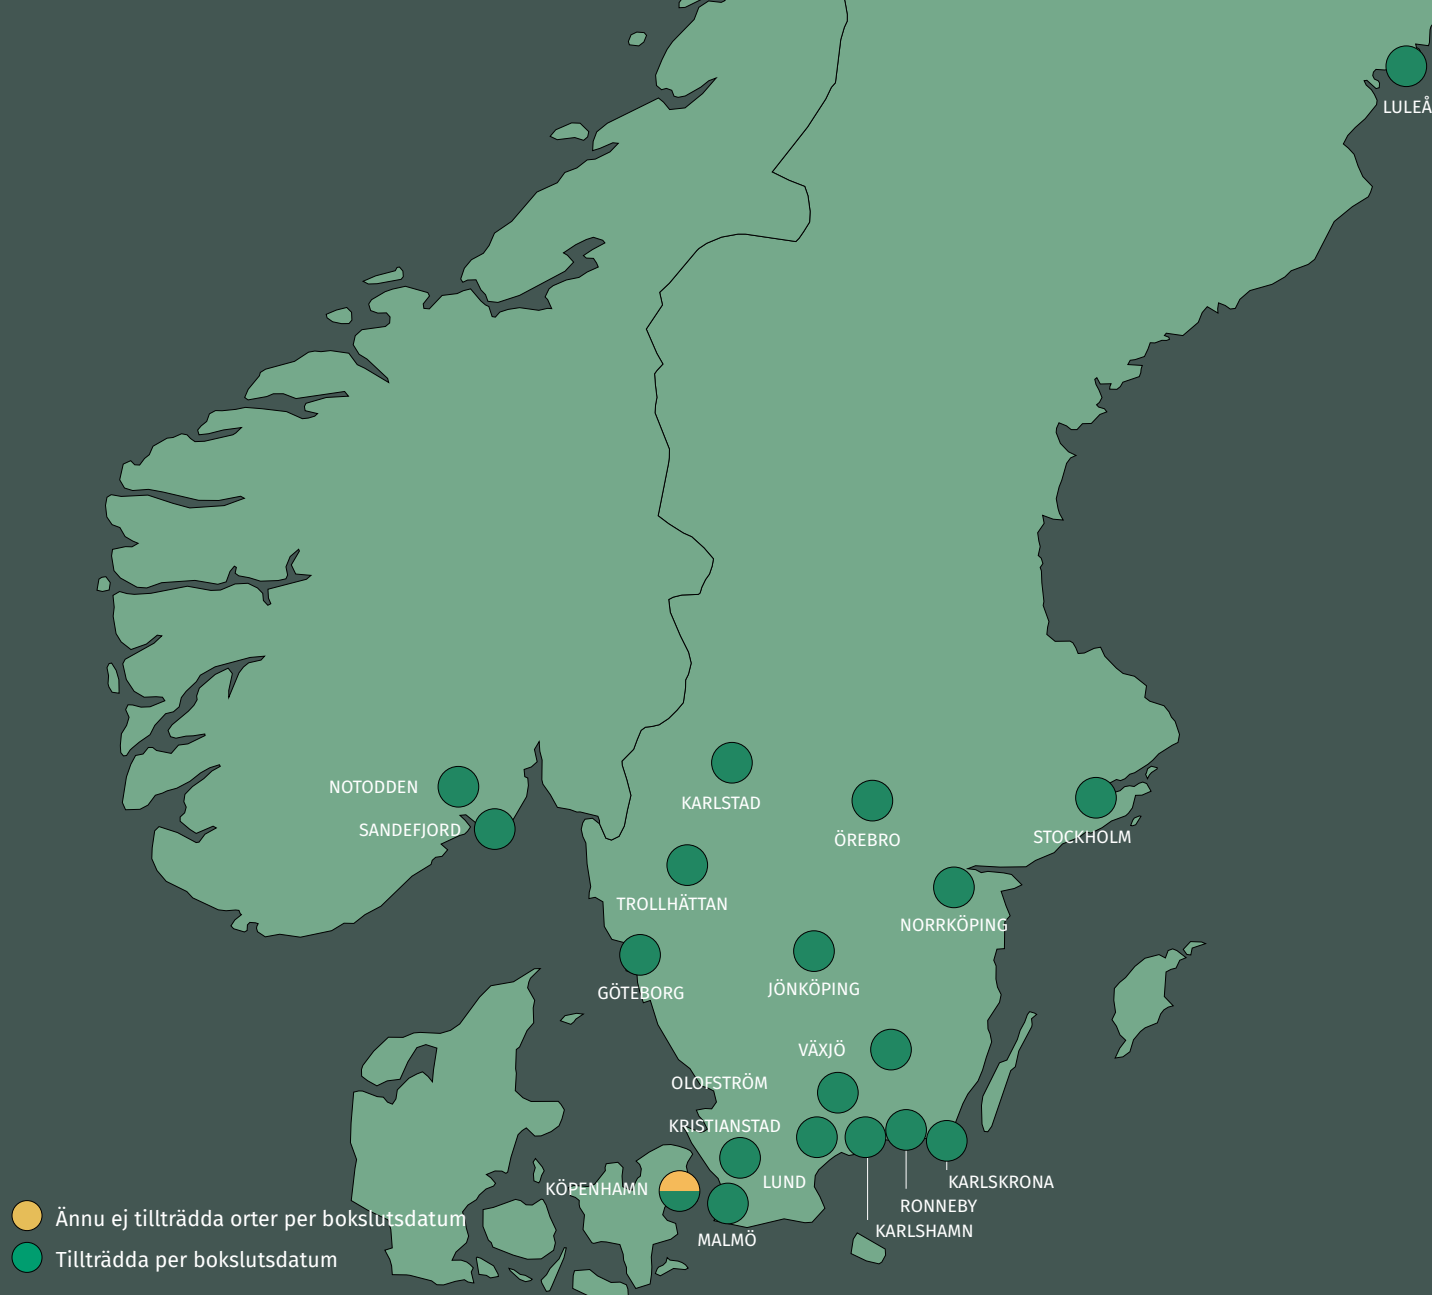 LULEÅ
NOTODDEN
KARLSTAD
SANDEFJORD
ÖREBRO
STOCKHOLM
TROLLHÄTTAN
NORRKÖPING
GÖTEBORG
JÖNKÖPING
VÄXJÖ
OLOFSTRÖM
KRISTIANSTAD
LUND
KARLSKRONA
KÖPENHAMN
RONNEBY
KARLSHAMN
MALMÖ
Ännu ej tillträdda orter per bokslutsdatum
Tillträdda per bokslutsdatum